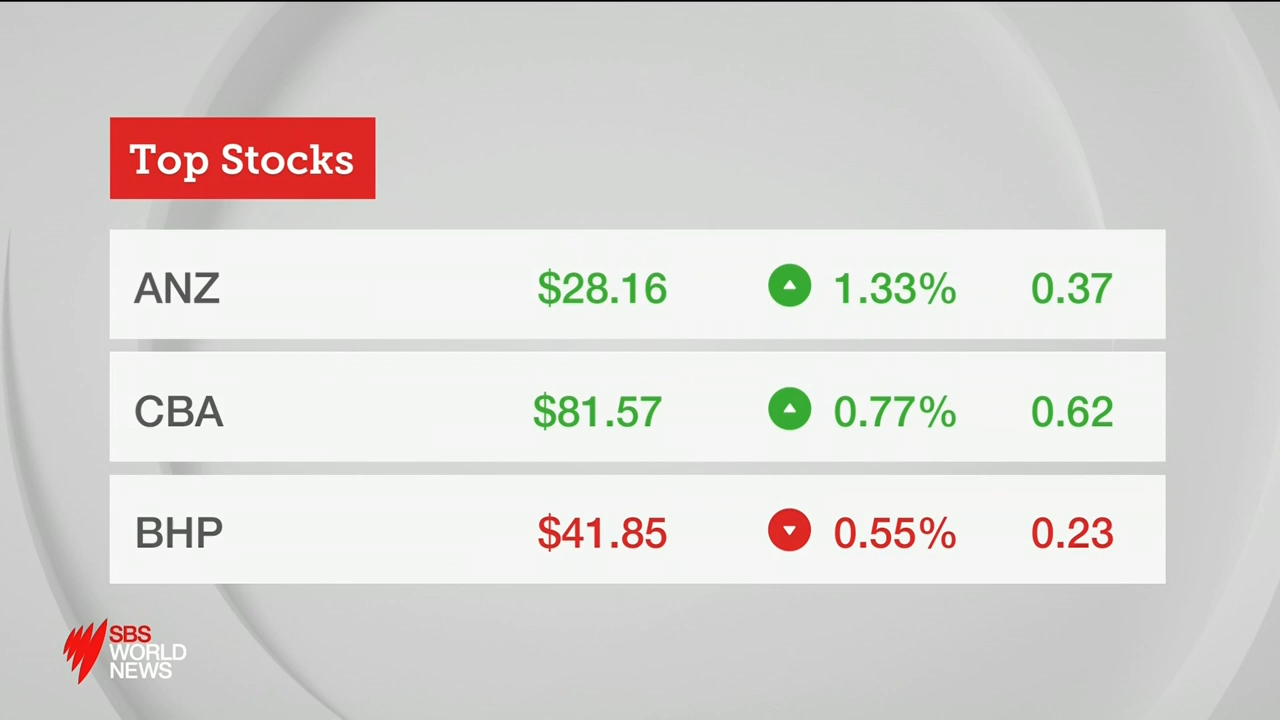 Top Stocks
ANZ $28.16 1.33% 0.37
CBA $81.57 0.77% 0.62
BHP $41.85 0.55% 0.23
SBS
WORLD
NEWS